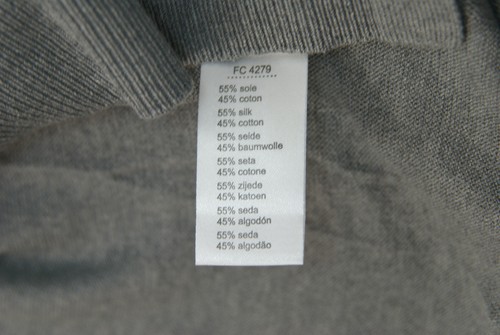 FC 4279
55% soie
45% coton
55% silk
45% cotton
55% seide
45% baumwolle
55% seta
45% cotone
55% zijede
45% katoen
55% seda
45% algodón
55% seda
45% algodão